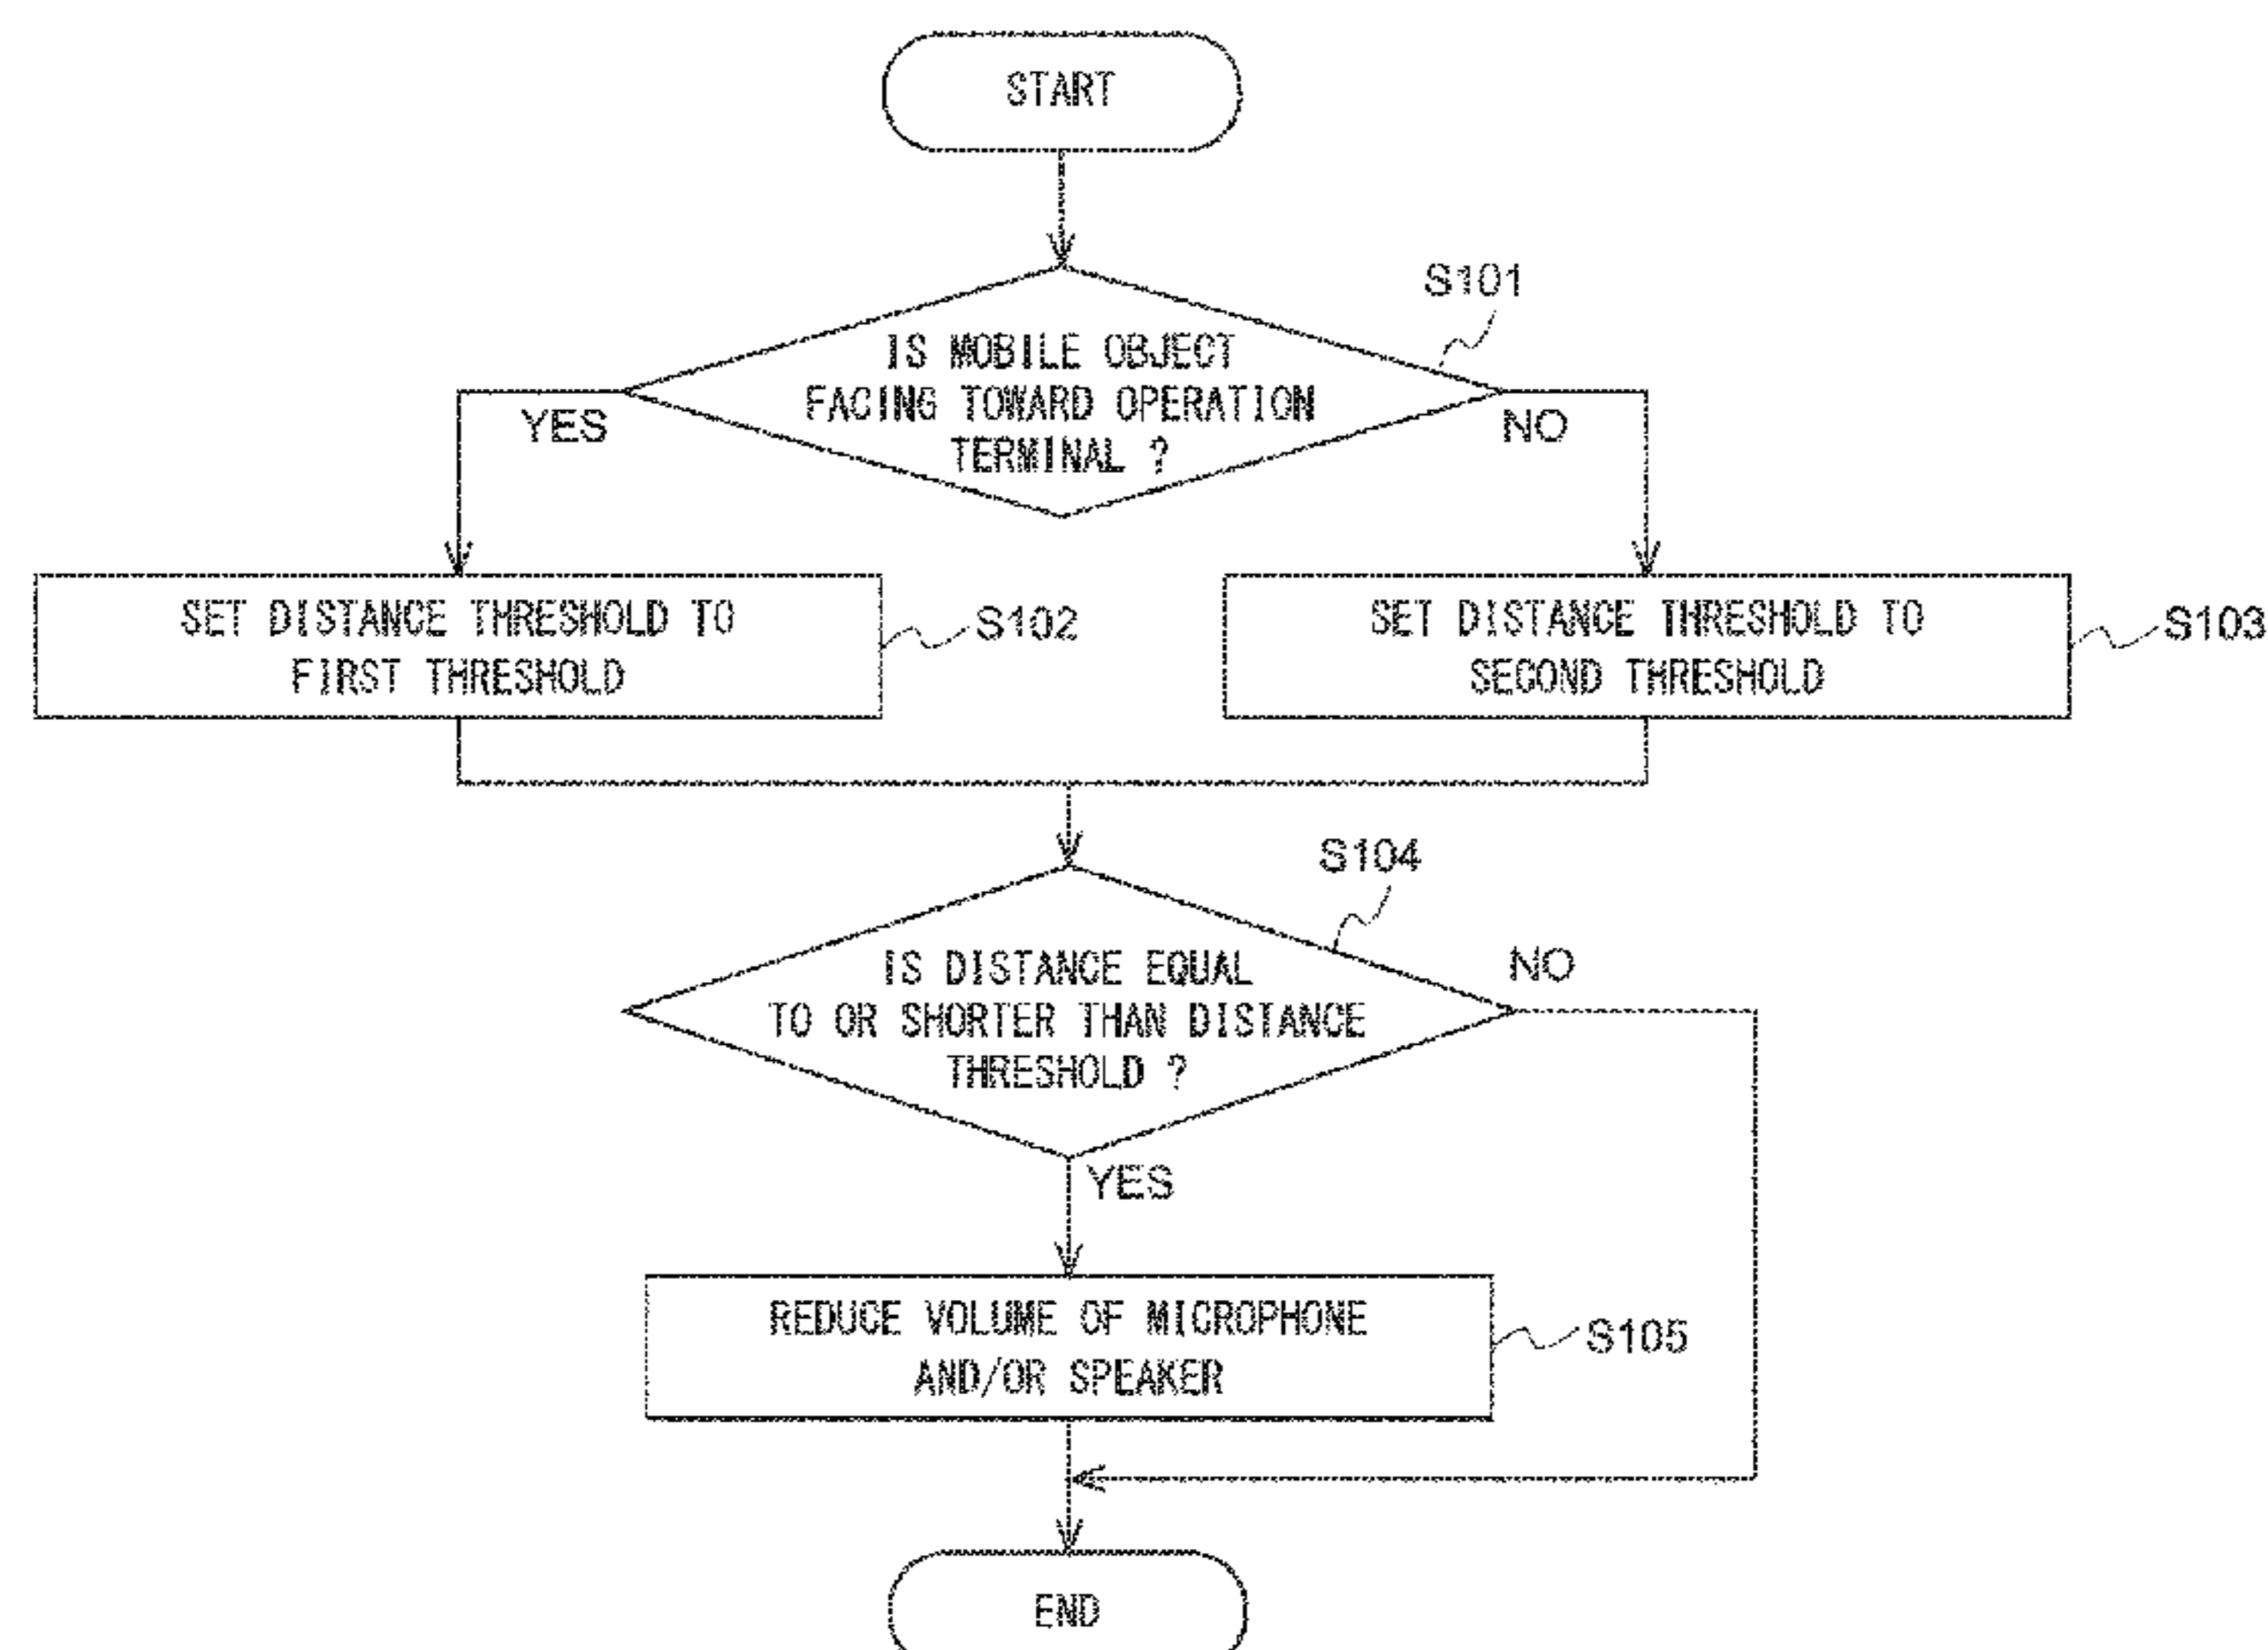 START
S101
IS MOBILE OBJECT
FACING TOWARD OPERATION
TERMINAL ?
YES
NO
SET DISTANCE THRESHOLD TO
FIRST THRESHOLD
S102
SET DISTANCE THRESHOLD TO
SECOND THRESHOLD
S103
S104
IS DISTANCE EQUAL
TO OR SHORTER THAN DISTANCE
THRESHOLD ?
NO
YES
REDUCE VOLUME OF MICROPHONE
AND/OR SPEAKER
S105
END